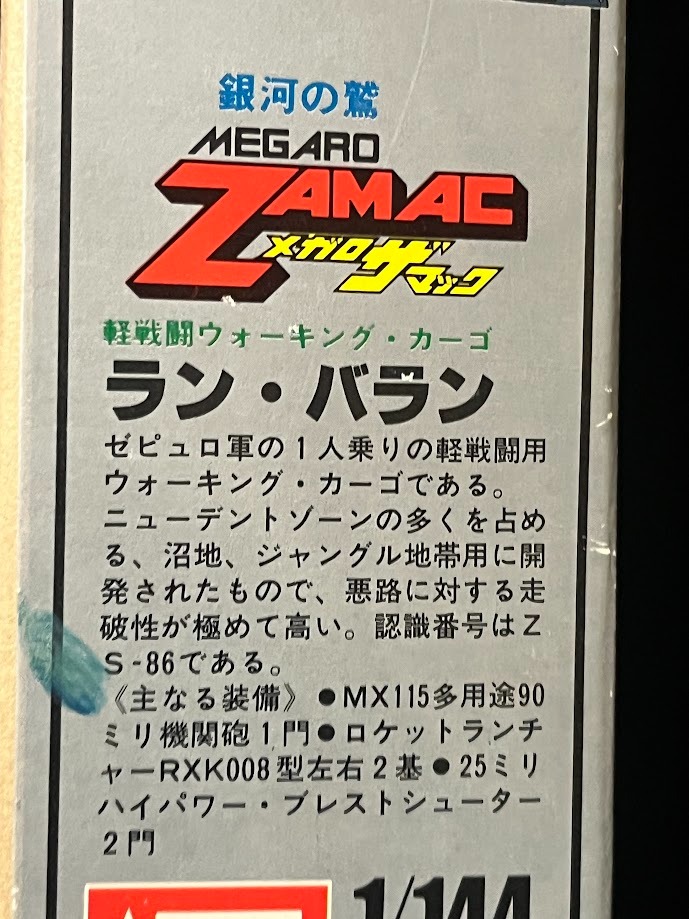 銀河の鷲
MEGARO
ZAMAC
メガロザマック
軽戦闘ウォーキング・カーゴ
ラン・バラン
ゼピュロ軍の1人乗りの軽戦闘用
ウォーキング・カーゴである。
ニューデントゾーンの多くを占め
る、沼地、ジャングル地帯用に開
発されたもので、悪路に対する走
破性が極めて高い。認識番号はZ
S-86である。
《主なる装備》●MX115多用途90
ミリ機関砲1門●ロケットランチ
ャーRXK008型左右2基●25ミリ
ハイパワー・ブレストシューター
2門
1/144